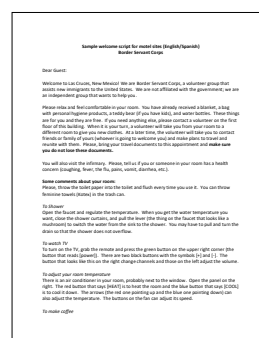 Sample welcome script for motel sites (English/Spanish)
Border Servant Corps
Dear Guest:
Welcome to Las Cruces, New Mexico! We are Border Servant Corps, a volunteer group that
assists new immigrants to the United States. We are not affiliated with the government; we are
an independent group that wants to help you.
Please relax and feel comfortable in your room. You have already received a blanket, a bag
with personal hygiene products, a teddy bear (if you have kids), and water bottles. These things
are for you and they are free. If you need anything else, please contact a volunteer on the first
floor of this building. When it is your turn, a volunteer will take you from your room to a
different room to give you new clothes. At a later time, the volunteer will take you to contact
friends or family of yours (whoever is going to welcome you) and make plans to travel and
reunite with them. Please, bring your travel documents to this appointment and make sure
you do not lose these documents.
You will also visit the infirmary. Please, tell us if you or someone in your room has a health
concern (coughing, fever, the flu, pains, vomit, diarrhea, etc.).
Some comments about your room:
Please, throw the toilet paper into the toilet and flush every time you use it. You can throw
feminine towels (Kotex) in the trash can.
To Shower
Open the faucet and regulate the temperature. When you get the water temperature you
want, close the shower curtains, and pull the lever (the thing on the faucet that looks like a
mushroom) to switch the water from the sink to the shower. You may have to pull and turn the
drain so that the shower does not overflow.
To watch TV
To turn on the TV, grab the remote and press the green button on the upper right corner (the
button that reads [power]). There are two black buttons with the symbols [+] and [-]. The
button that looks like this on the right change channels and those on the left adjust the volume.
To adjust your room temperature
There is an air conditioner in your room, probably next to the window. Open the panel on the
right. The red button that says [HEAT] is to heat the room and the blue button that says [COOL]
is to cool it down. The arrows (the red one pointing up and the blue one pointing down) can
also adjust the temperature. The buttons on the fan can adjust its speed.
To make coffee